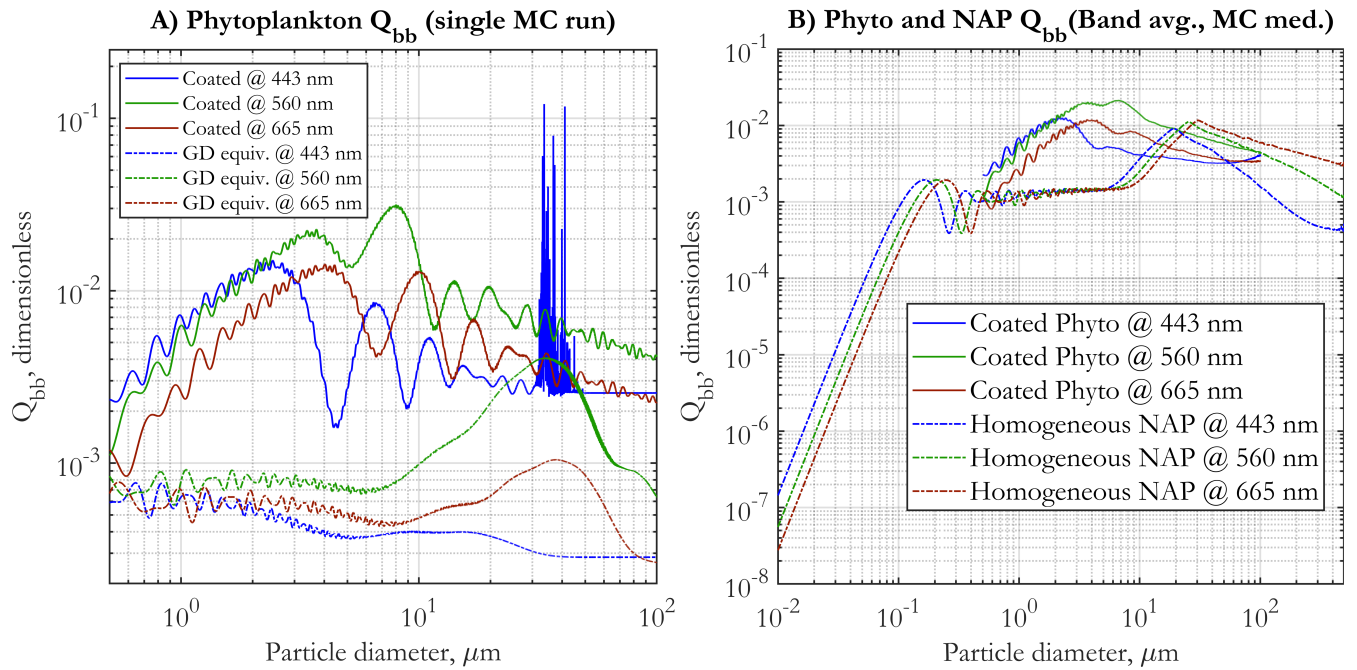 A) Phytoplankton Q_bb (single MC run)
Coated @ 443 nm
Coated @ 560 nm
Coated @ 665 nm
GD equiv. @ 443 nm
GD equiv. @ 560 nm
GD equiv. @ 665 nm
Q_bb, dimensionless
10^-1
10^-2
10^-3
10^0
10^1
10^2
Particle diameter, μm
B) Phyto and NAP Q_bb (Band avg., MC med.)
Coated Phyto @ 443 nm
Coated Phyto @ 560 nm
Coated Phyto @ 665 nm
Homogeneous NAP @ 443 nm
Homogeneous NAP @ 560 nm
Homogeneous NAP @ 665 nm
Q_bb, dimensionless
10^-1
10^-2
10^-3
10^-4
10^-5
10^-6
10^-7
10^-8
10^-2
10^-1
10^0
10^1
10^2
Particle diameter, μm